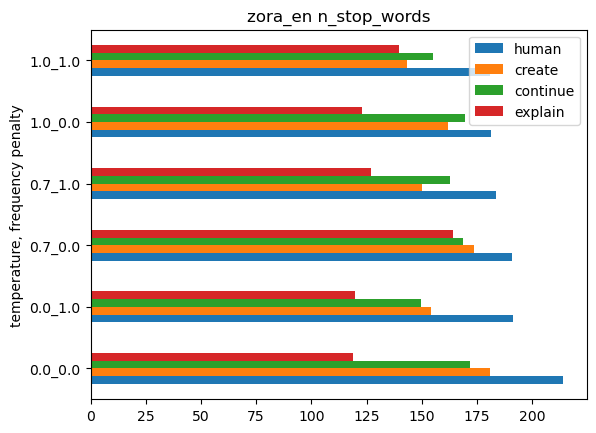 zora_en n_stop_words
human
create
continue
explain
temperature, frequency penalty
1.0_1.0
1.0_0.0
0.7_1.0
0.7_0.0
0.0_1.0
0.0_0.0
0 25 50 75 100 125 150 175 200